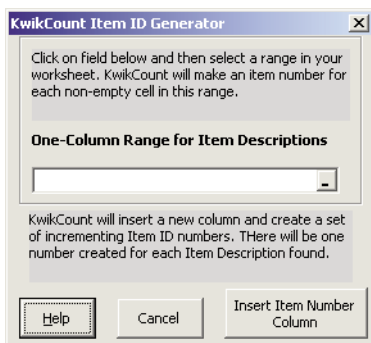 KwikCount Item ID Generator
Click on field below and then select a range in your
worksheet. KwikCount will make an item number for
each non-empty cell in this range.
One-Column Range for Item Descriptions
KwikCount will insert a new column and create a set
of incrementing Item ID numbers. THere will be one
number created for each Item Description found.
Help
Cancel
Insert Item Number
Column